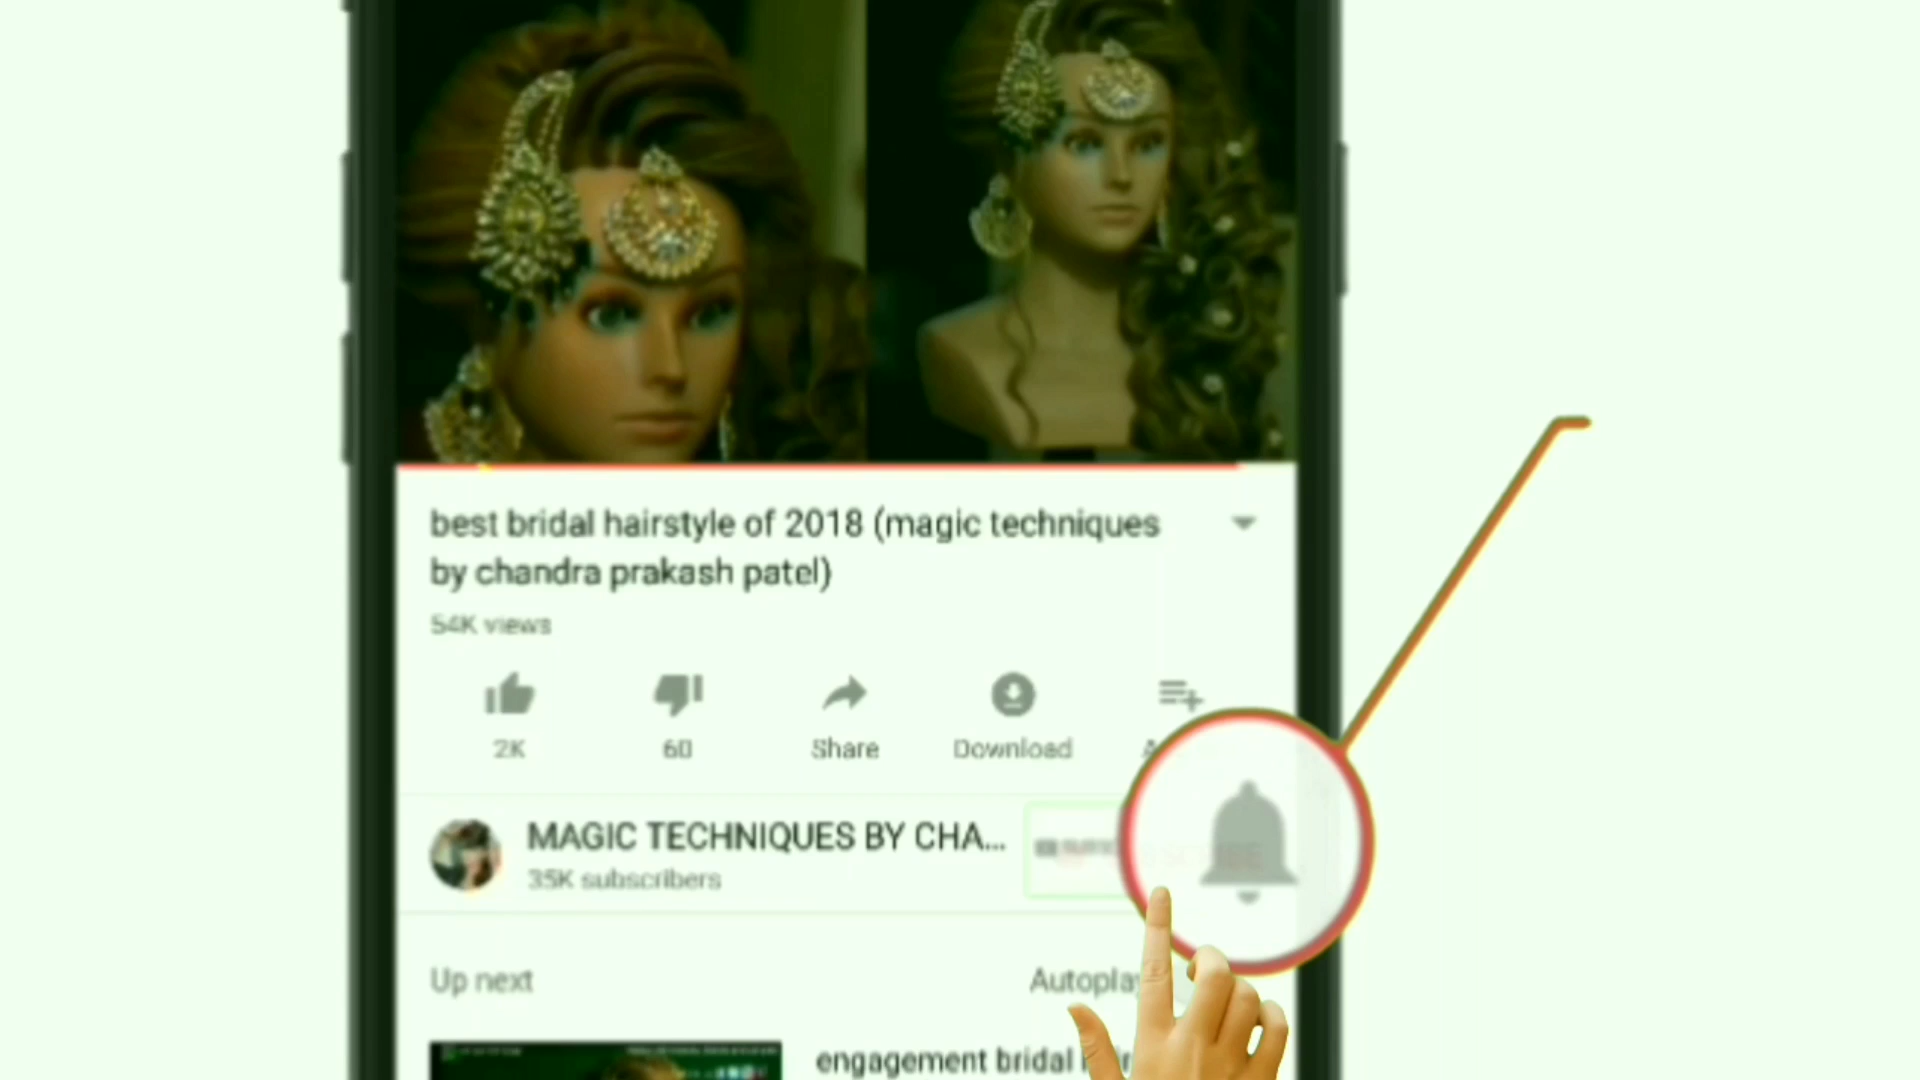 best bridal hairstyle of 2018 (magic techniques
by chandra prakash patel)
54K views
2K
60
Share
Download
MAGIC TECHNIQUES BY CHA...
35K subscribers
Up next
Autoplay
engagement bridal